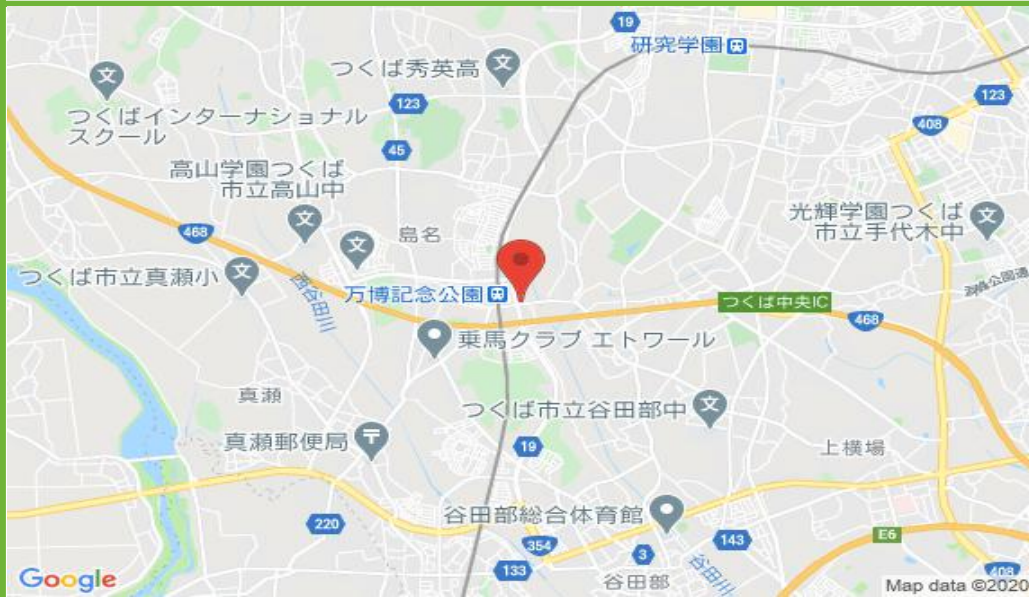 19
研究学園
つくば秀英高
123
つくばインターナショナル
スクール
123
408
45
高山学園つくば
市立高山中
光輝学園つくば
市立手代木中
468
島名
つくば市立真瀬小
西谷田川
万博記念公園
つくば中央IC
468
乗馬クラブ エトワール
真瀬
つくば市立谷田部中
真瀬郵便局
19
上横場
谷田部総合体育館
220
354
143
E6
3
133
谷田部
谷田川
408
Google
Map data ©2020